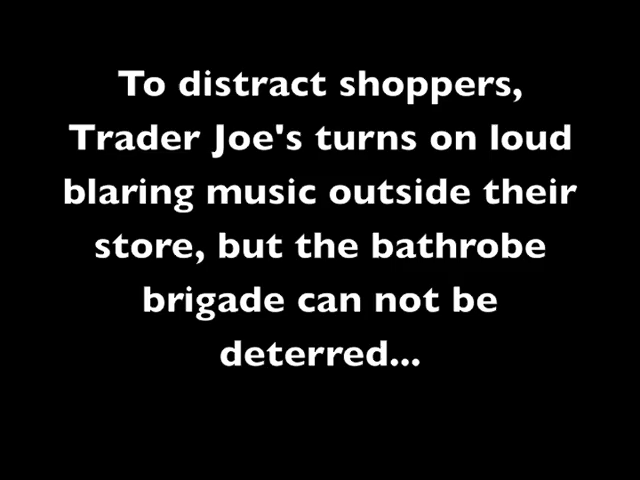 To distract shoppers,
Trader Joe's turns on loud
blaring music outside their
store, but the bathrobe
brigade can not be
deterred...